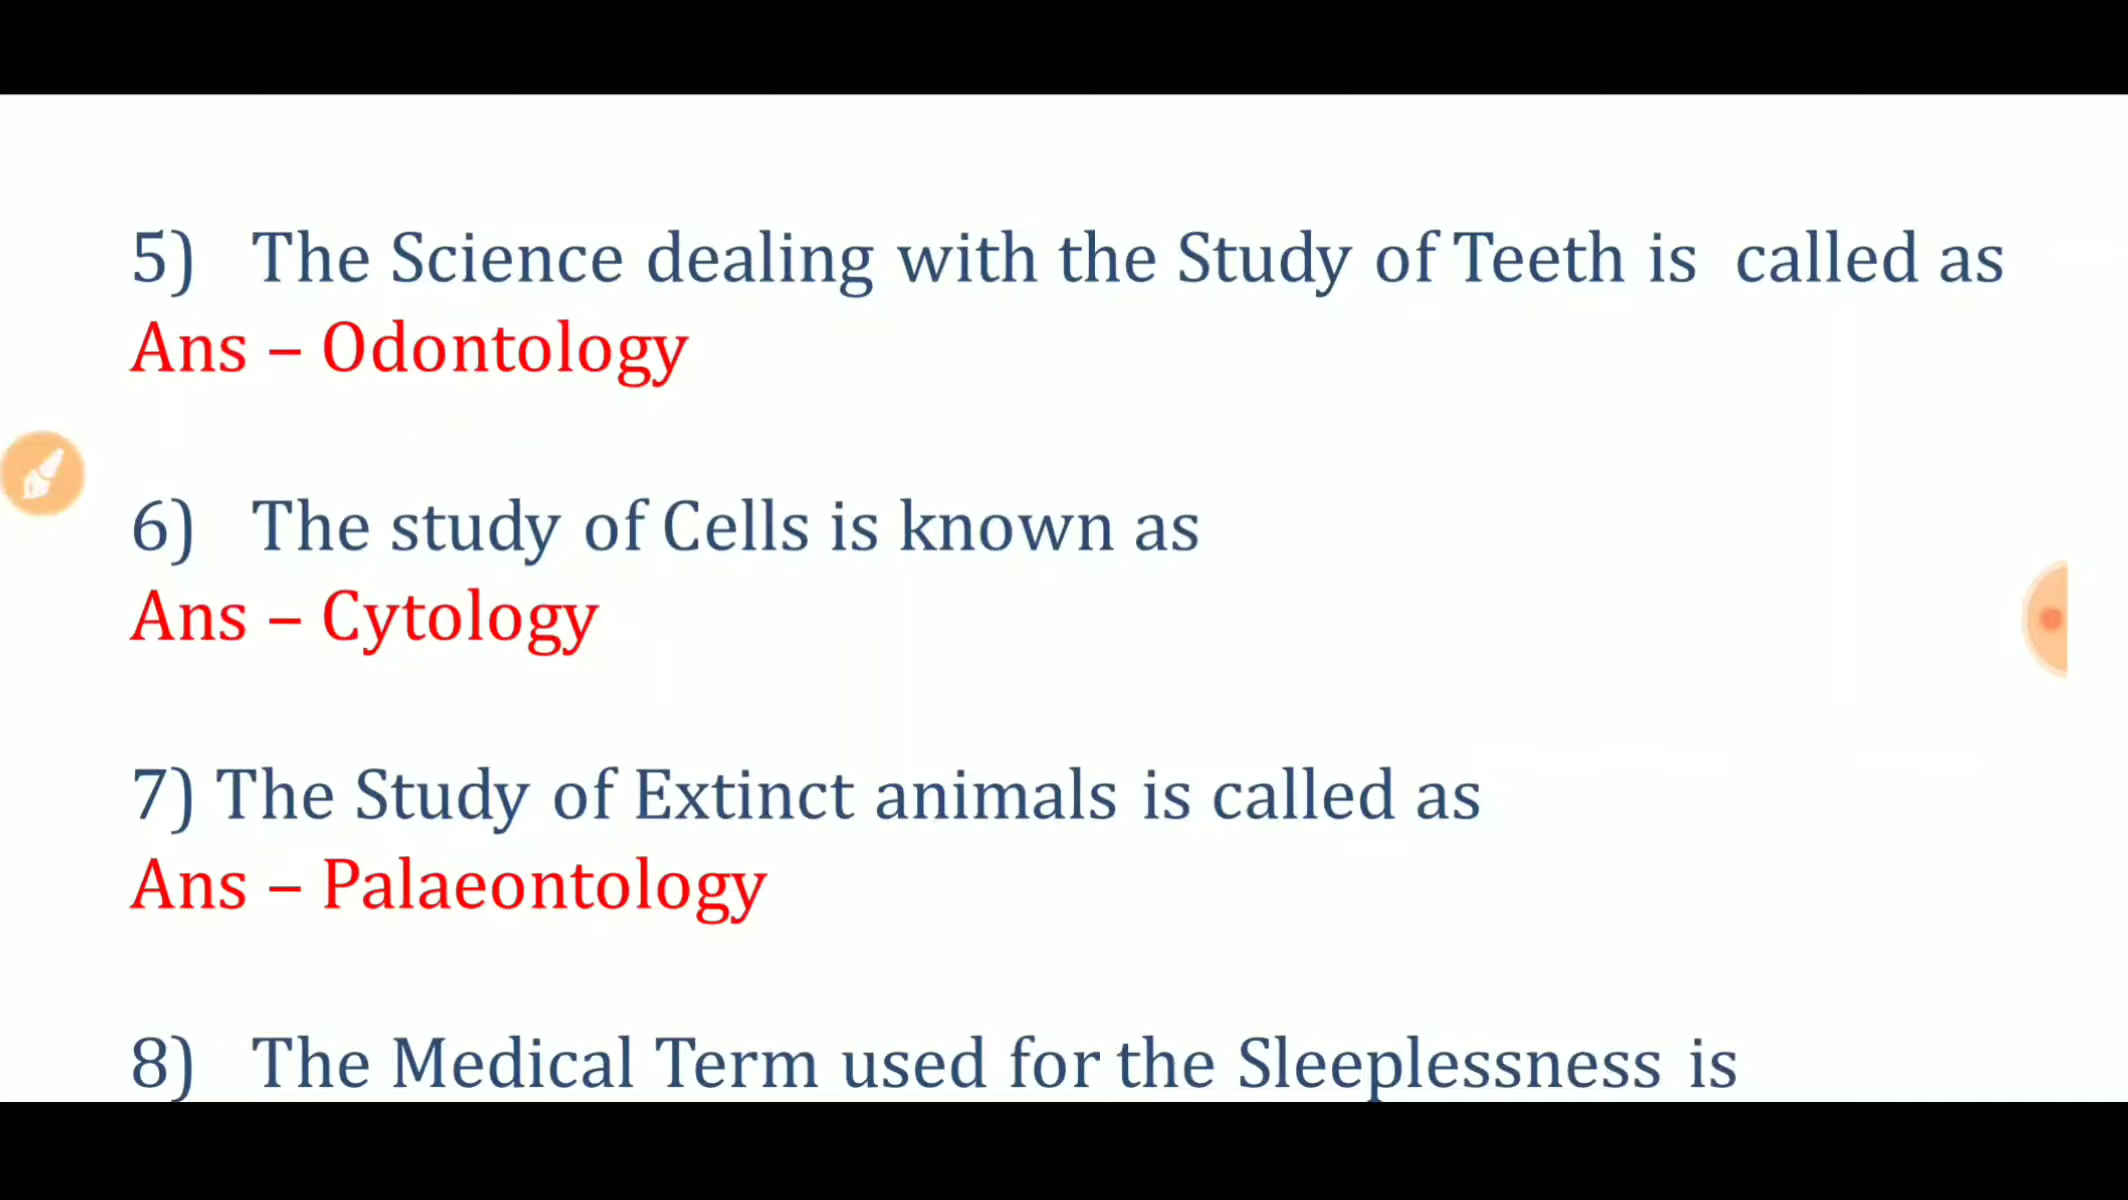 5) The Science dealing with the Study of Teeth is called as
Ans – Odontology
6) The study of Cells is known as
Ans – Cytology
7) The Study of Extinct animals is called as
Ans – Palaeontology
8) The Medical Term used for the Sleeplessness is